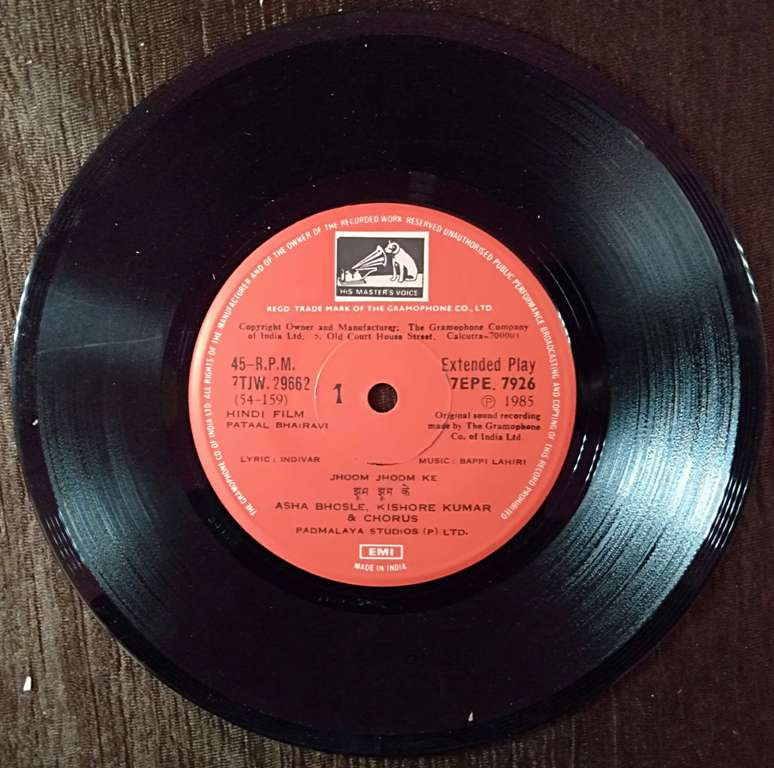 THE GRAMOPHONE CO. OF INDIA LTD. ALL RIGHTS OF THE MANUFACTURER AND OF THE OWNER OF THE RECORDED WORK RESERVED UNAUTHORISED PUBLIC PERFORMANCE BROADCASTING AND COPYING OF THIS RECORD PROHIBITED
HIS MASTER'S VOICE
REGD. TRADE MARK OF THE GRAMOPHONE CO., LTD.
Copyright Owner and Manufacturer: The Gramophone Company
of India Ltd. Old Court House Street, Calcutta-700001
45-R.P.M. Extended Play
7TJW. 29662 1 7EPE. 7926
(54-159) ℗ 1985
HINDI FILM Original sound recording
PATAAL BHAIRAVI made by The Gramophone
Co. of India Ltd.
LYRIC : INDIVAR MUSIC: BAPPI LAHIRI
JHOOM JHOOM KE
झूम झूम के
ASHA BHOSLE, KISHORE KUMAR
& CHORUS
PADMALAYA STUDIOS (P) LTD.
EMI
MADE IN INDIA